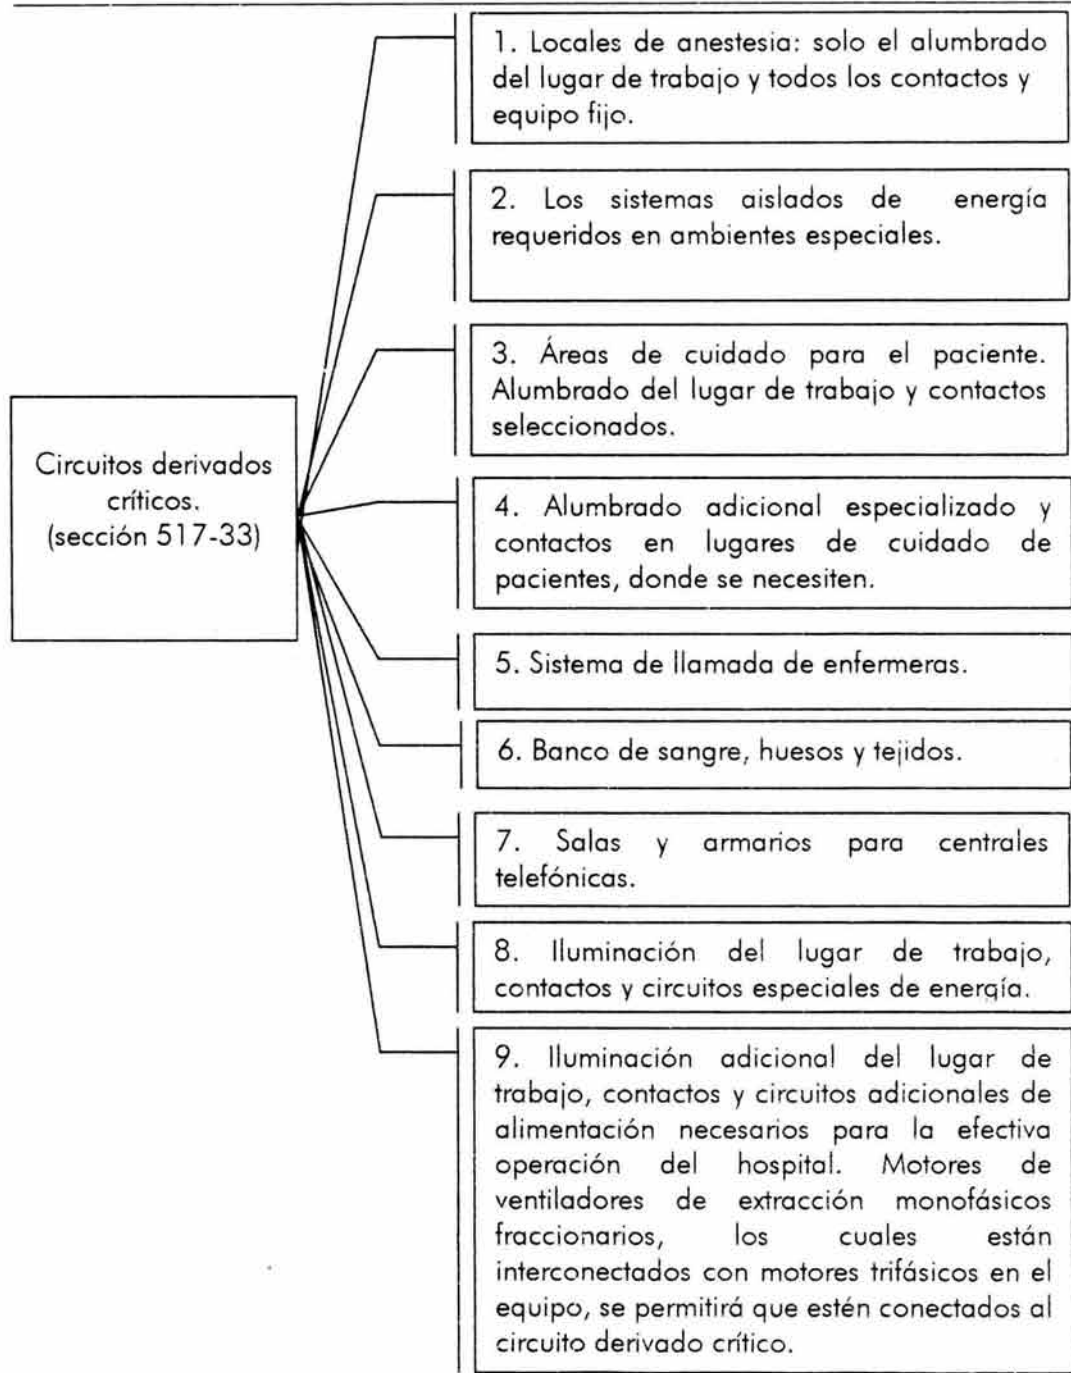 1. Locales de anestesia: solo el alumbrado
del lugar de trabajo y todos los contactos y
equipo fijo.
2. Los sistemas aislados de energía
requeridos en ambientes especiales.
3. Áreas de cuidado para el paciente.
Alumbrado del lugar de trabajo y contactos
seleccionados.
Circuitos derivados
críticos.
(sección 517-33)
4. Alumbrado adicional especializado y
contactos en lugares de cuidado de
pacientes, donde se necesiten.
5. Sistema de llamada de enfermeras.
6. Banco de sangre, huesos y tejidos.
7. Salas y armarios para centrales
telefónicas.
8. Iluminación del lugar de trabajo,
contactos y circuitos especiales de energía.
9. Iluminación adicional del lugar de
trabajo, contactos y circuitos adicionales de
alimentación necesarios para la efectiva
operación del hospital. Motores de
ventiladores de extracción monofásicos
fraccionarios, los cuales están
interconectados con motores trifásicos en el
equipo, se permitirá que estén conectados al
circuito derivado crítico.